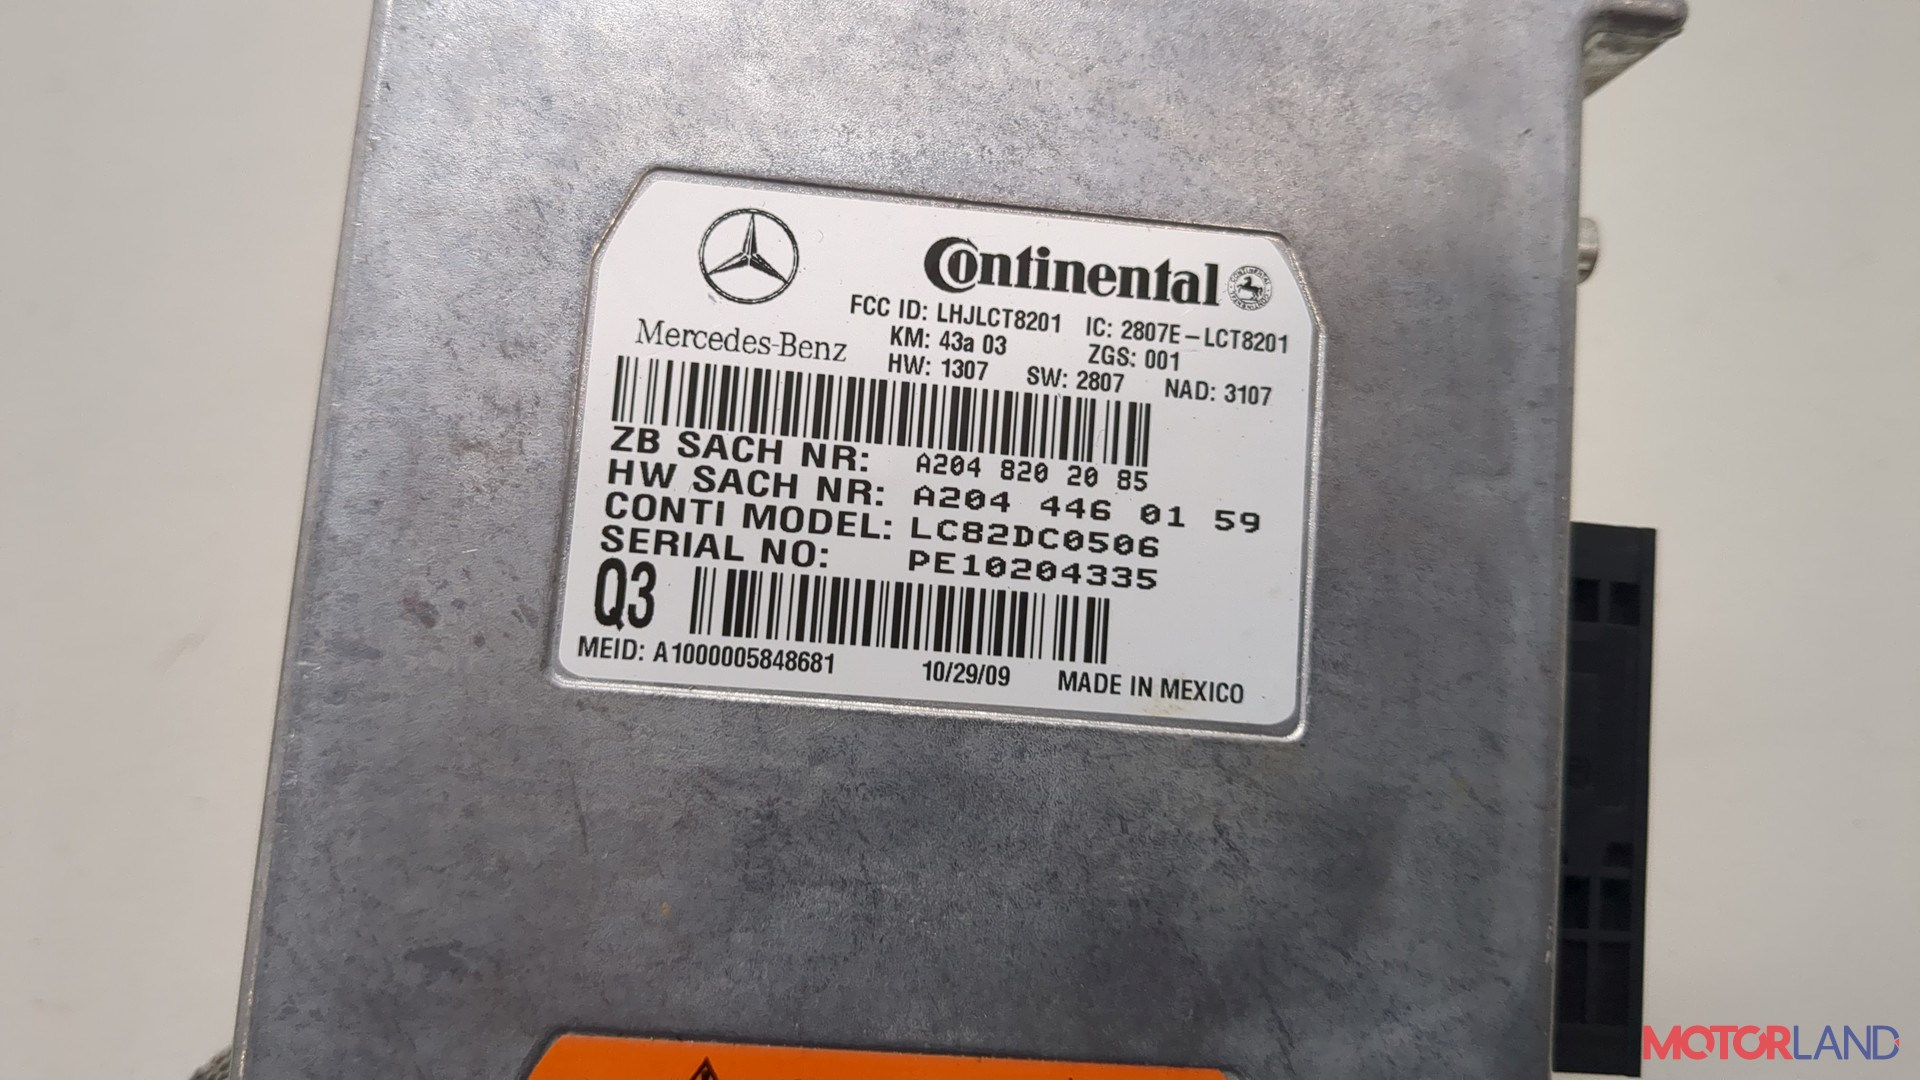 Continental
Mercedes-Benz
FCC ID: LHJLCT8201 IC: 2807E-LCT8201
KM: 43a 03 ZGS: 001
HW: 1307 SW: 2807 NAD: 3107
ZB SACH NR: A204 820 20 85
HW SACH NR: A204 446 01 59
CONTI MODEL: LC82DC0506
SERIAL NO: PE10204335
Q3
MEID: A1000005848681 10/29/09 MADE IN MEXICO
MOTORLAND